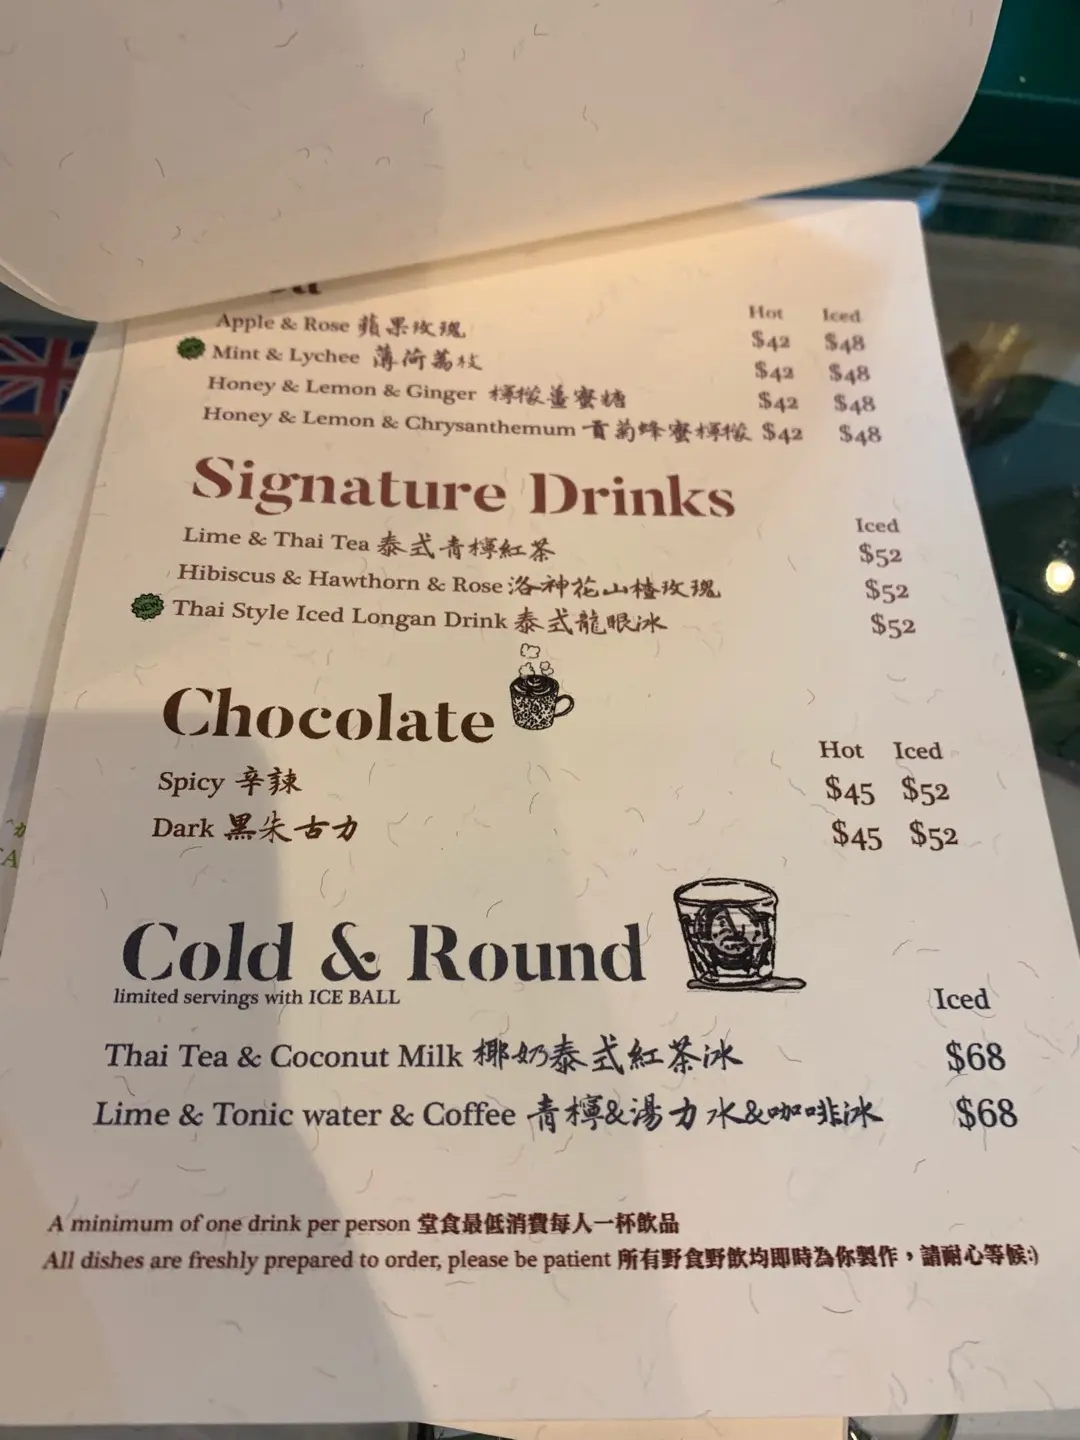 Hot Iced
Apple & Rose 蘋果玫瑰 $42 $48
NEW Mint & Lychee 薄荷荔枝 $42 $48
Honey & Lemon & Ginger 檸檬薑蜜糖 $42 $48
Honey & Lemon & Chrysanthemum 貢菊蜂蜜檸檬 $42 $48
Signature Drinks
Iced
Lime & Thai Tea 泰式青檸紅茶 $52
Hibiscus & Hawthorn & Rose 洛神花山楂玫瑰 $52
NEW Thai Style Iced Longan Drink 泰式龍眼冰 $52
Chocolate
Hot Iced
Spicy 辛辣 $45 $52
Dark 黑朱古力 $45 $52
Cold & Round
limited servings with ICE BALL
Iced
Thai Tea & Coconut Milk 椰奶泰式紅茶冰 $68
Lime & Tonic water & Coffee 青檸&湯力水&咖啡冰 $68
A minimum of one drink per person 堂食最低消費每人一杯飲品
All dishes are freshly prepared to order, please be patient 所有野食野飲均即時為你製作，請耐心等候:)